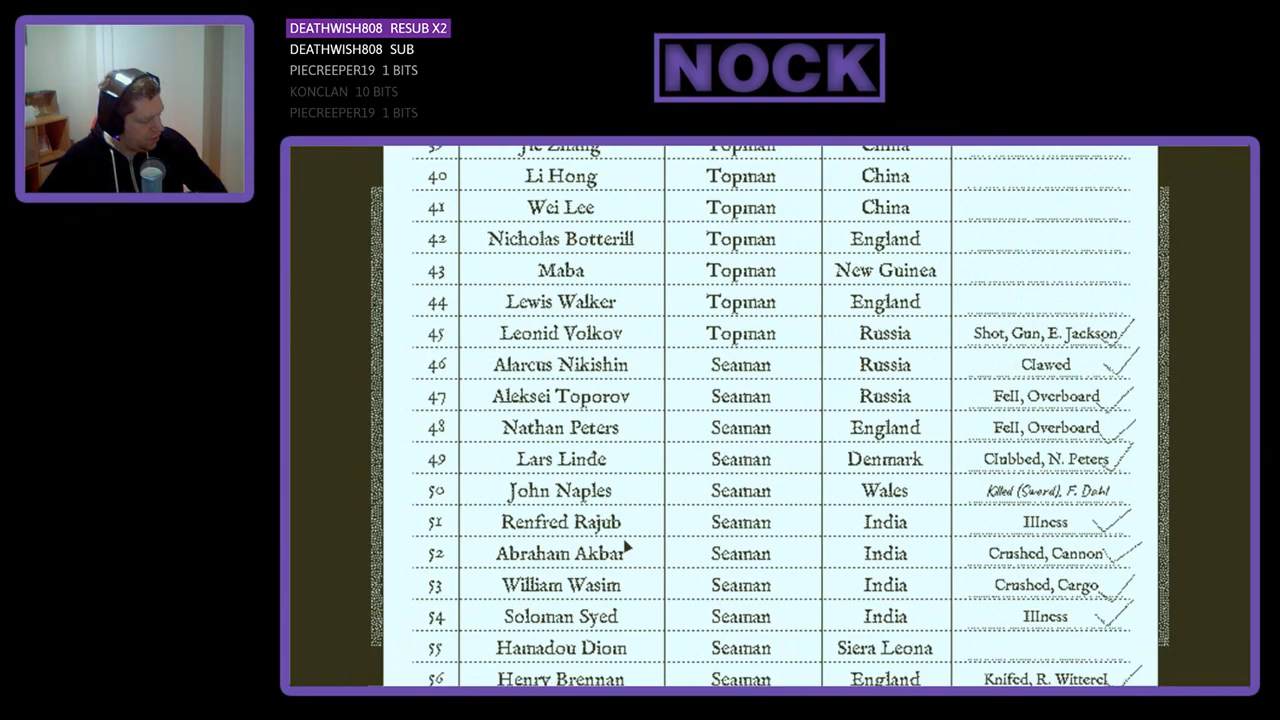 DEATHWISH808 RESUB X2
DEATHWISH808 SUB
PIECREEPER19 1 BITS
KONCLAN 10 BITS
PIECREEPER19 1 BITS
NOCK
39 Jie Zhang Topman China
40 Li Hong Topman China
41 Wei Lee Topman China
42 Nicholas Botterill Topman England
43 Maba Topman New Guinea
44 Lewis Walker Topman England
45 Leonid Volkov Topman Russia Shot, Gun, E. Jackson
46 Alarcus Nikishin Seaman Russia Clawed
47 Aleksei Toporov Seaman Russia Fell, Overboard
48 Nathan Peters Seaman England Fell, Overboard
49 Lars Linde Seaman Denmark Clubbed, N. Peters
50 John Naples Seaman Wales Killed (Sword), F. Dahl
51 Renfred Rajub Seaman India Illness
52 Abraham Akbar Seaman India Crushed, Cannon
53 William Wasim Seaman India Crushed, Cargo
54 Soloman Syed Seaman India Illness
55 Hamadou Diom Seaman Siera Leona
56 Henry Brennan Seaman England Knifed, R. Witterel